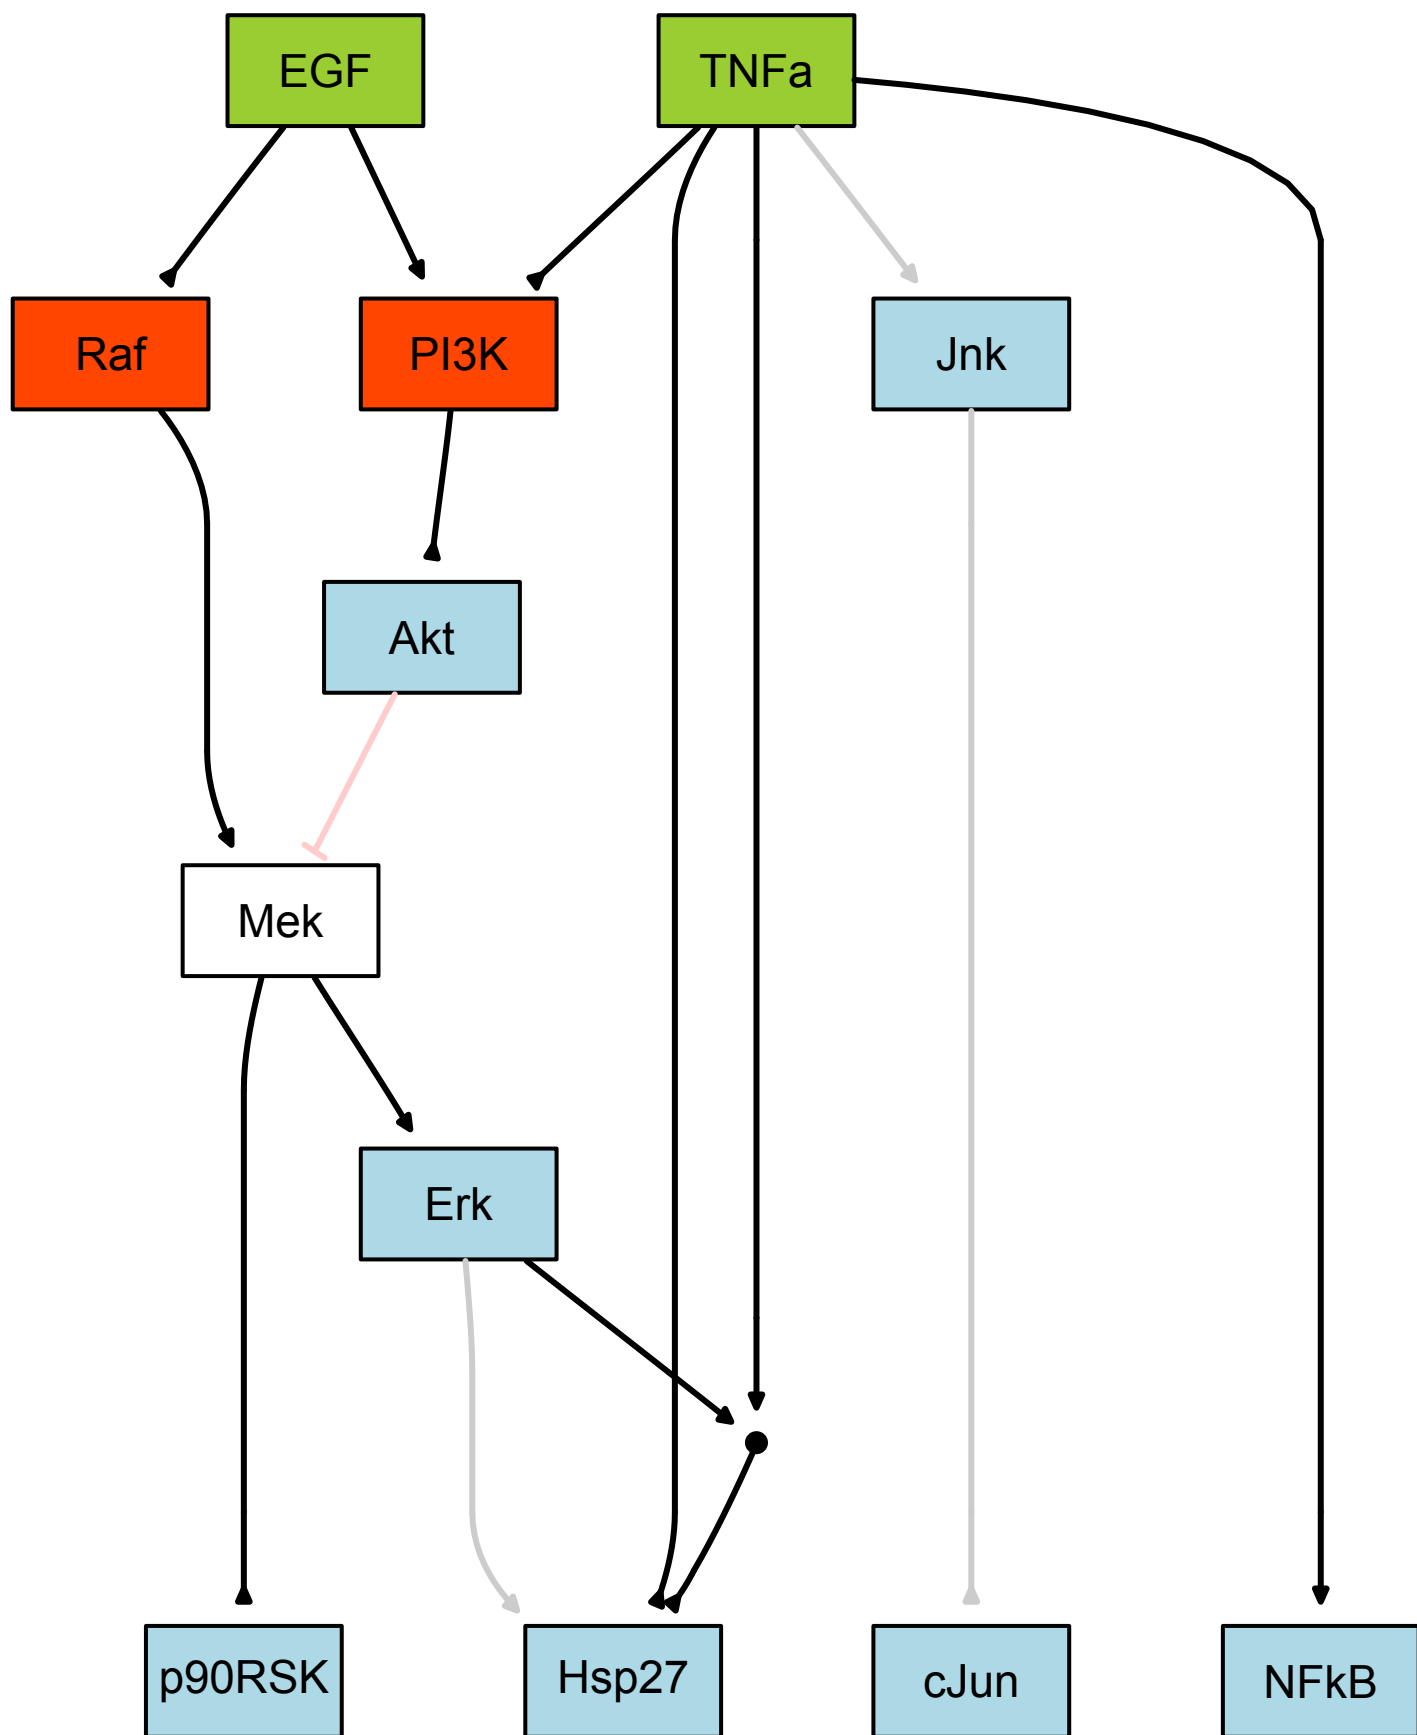 EGF
TNFa
Raf
PI3K
Jnk
Akt
Mek
Erk
p90RSK
Hsp27
cJun
NFkB